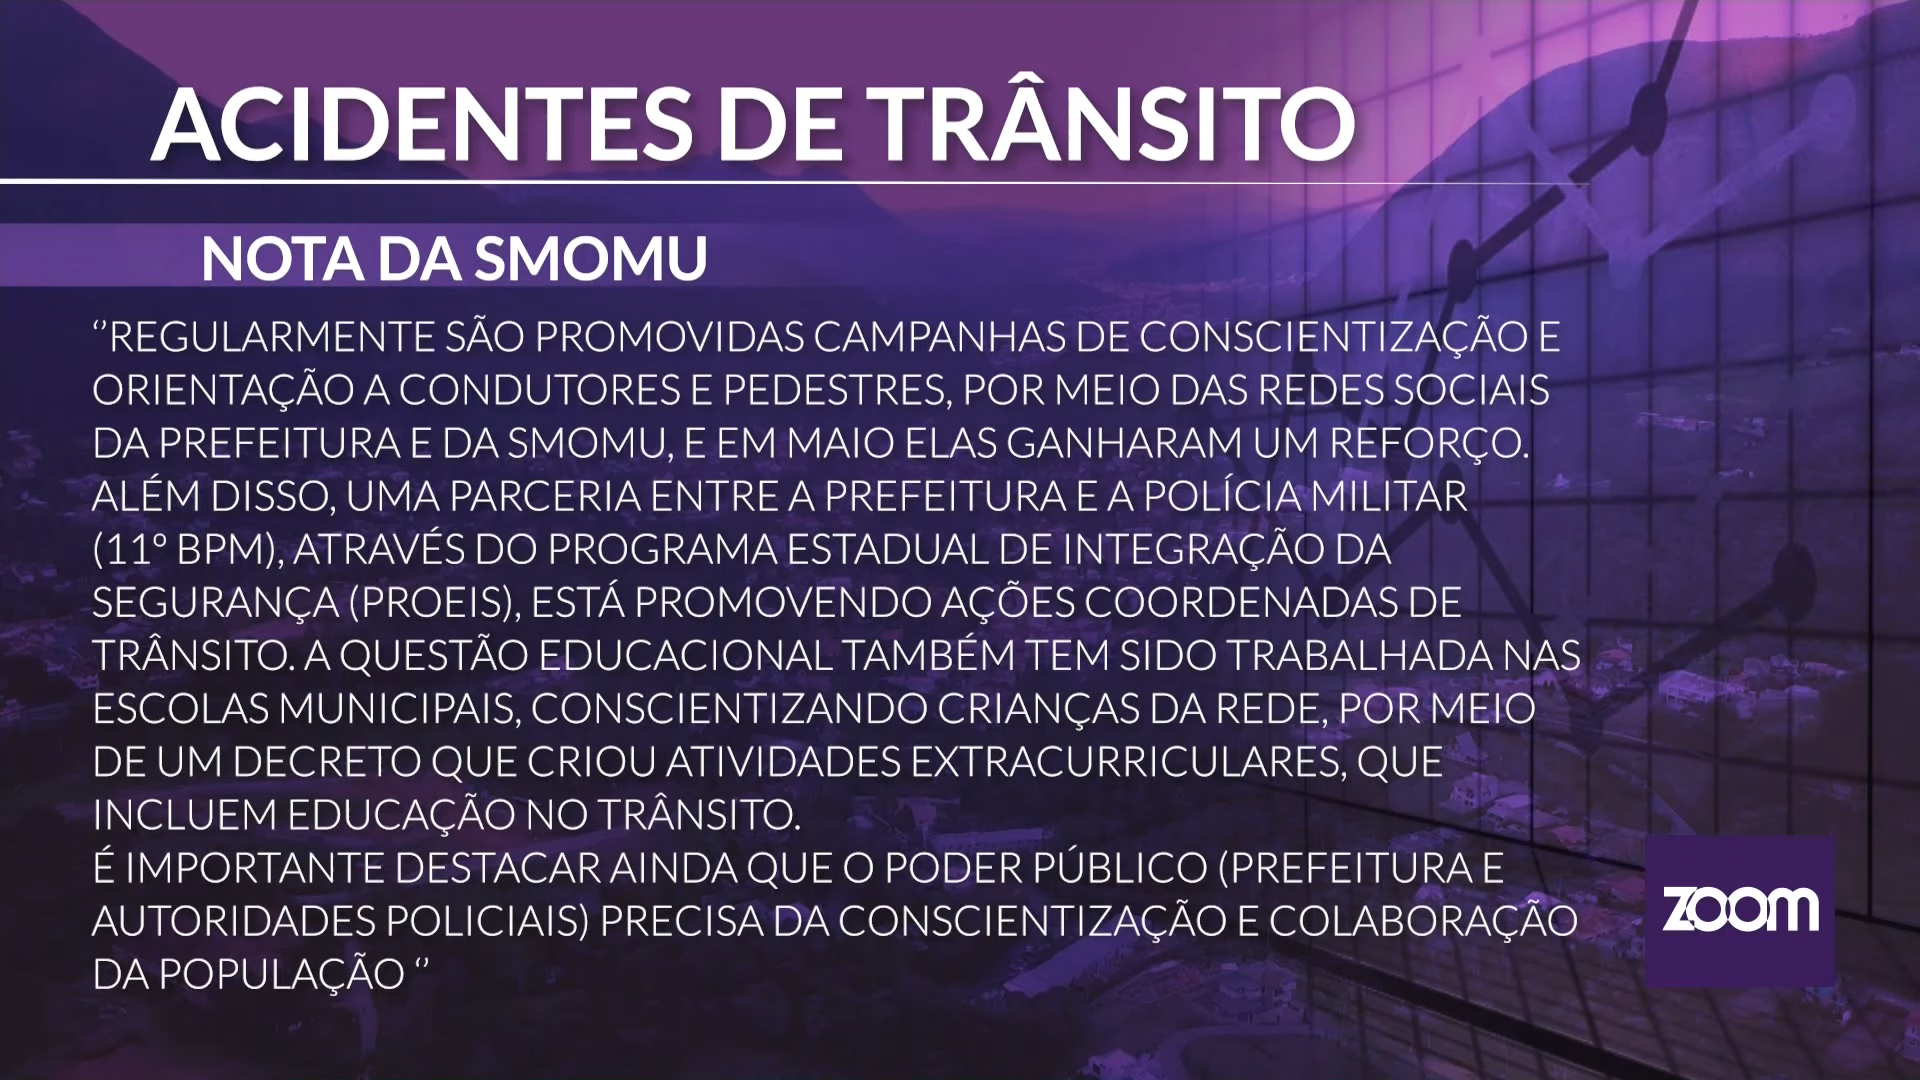 ACIDENTES DE TRÂNSITO
NOTA DA SMOMU
‘’REGULARMENTE SÃO PROMOVIDAS CAMPANHAS DE CONSCIENTIZAÇÃO E
ORIENTAÇÃO A CONDUTORES E PEDESTRES, POR MEIO DAS REDES SOCIAIS
DA PREFEITURA E DA SMOMU, E EM MAIO ELAS GANHARAM UM REFORÇO.
ALÉM DISSO, UMA PARCERIA ENTRE A PREFEITURA E A POLÍCIA MILITAR
(11º BPM), ATRAVÉS DO PROGRAMA ESTADUAL DE INTEGRAÇÃO DA
SEGURANÇA (PROEIS), ESTÁ PROMOVENDO AÇÕES COORDENADAS DE
TRÂNSITO. A QUESTÃO EDUCACIONAL TAMBÉM TEM SIDO TRABALHADA NAS
ESCOLAS MUNICIPAIS, CONSCIENTIZANDO CRIANÇAS DA REDE, POR MEIO
DE UM DECRETO QUE CRIOU ATIVIDADES EXTRACURRICULARES, QUE
INCLUEM EDUCAÇÃO NO TRÂNSITO.
É IMPORTANTE DESTACAR AINDA QUE O PODER PÚBLICO (PREFEITURA E
AUTORIDADES POLICIAIS) PRECISA DA CONSCIENTIZAÇÃO E COLABORAÇÃO
DA POPULAÇÃO ‘’
zoom